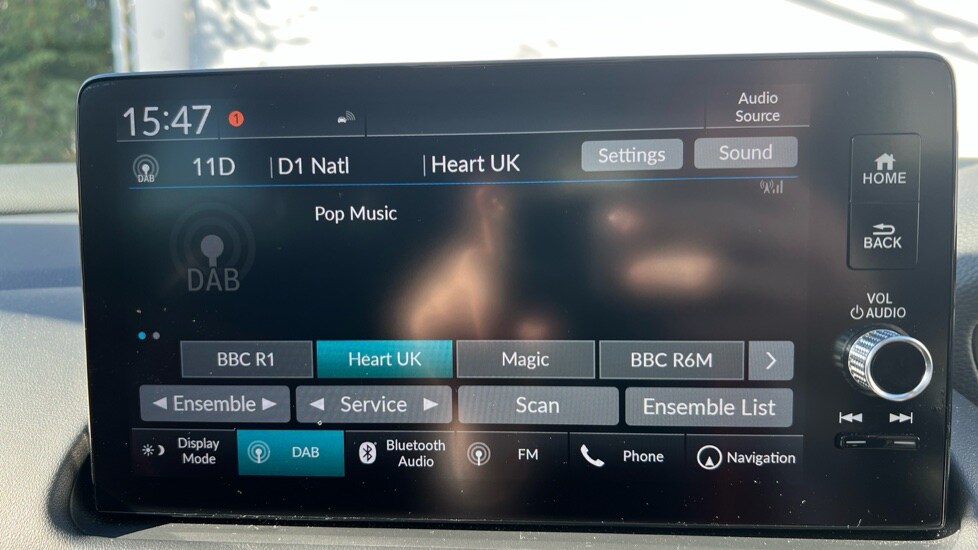 15:47 1
Audio
Source
DAB 11D D1 Natl Heart UK Settings Sound
Pop Music
DAB
BBC R1 Heart UK Magic BBC R6M >
◀ Ensemble ▶ ◀ Service ▶ Scan Ensemble List
Display
Mode
DAB
Bluetooth
Audio
FM
Phone
Navigation
HOME
BACK
VOL
AUDIO